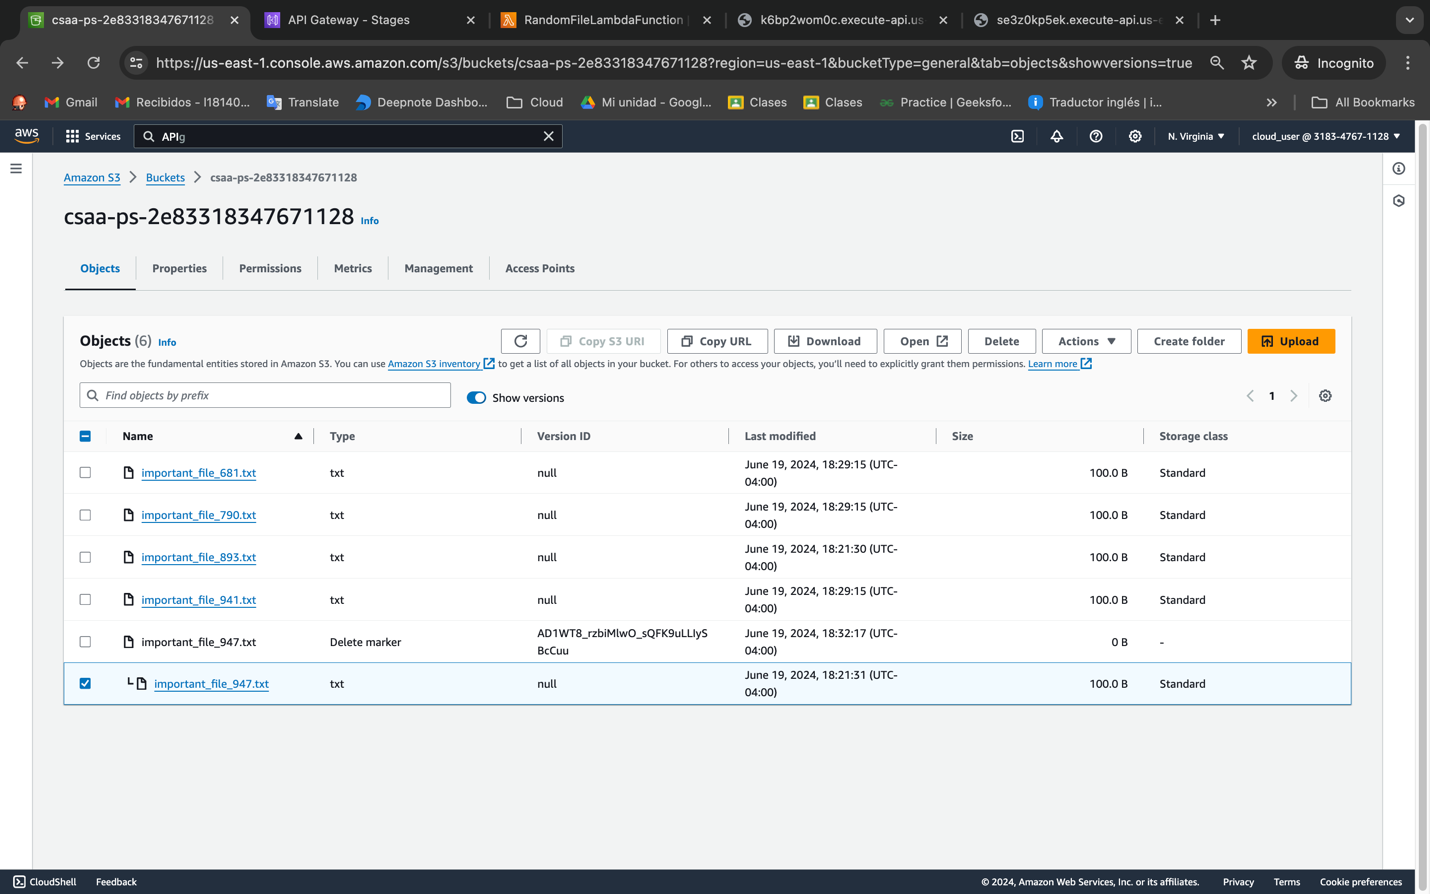 csaa-ps-2e83318347671128
API Gateway - Stages
RandomFileLambdaFunction
k6bp2wom0c.execute-api.us
se3z0kp5ek.execute-api.us-e
https://us-east-1.console.aws.amazon.com/s3/buckets/csaa-ps-2e83318347671128?region=us-east-1&bucketType=general&tab=objects&showversions=true
Incognito
Gmail
Recibidos - l18140...
Translate
Deepnote Dashbo...
Cloud
Mi unidad - Googl...
Clases
Clases
Practice | Geeksfo...
Traductor inglés | i...
All Bookmarks
aws
Services
APIg
N. Virginia
cloud_user @ 3183-4767-1128
Amazon S3
Buckets
csaa-ps-2e83318347671128
csaa-ps-2e83318347671128 Info
Objects
Properties
Permissions
Metrics
Management
Access Points
Objects (6) Info
Copy S3 URI
Copy URL
Download
Open
Delete
Actions
Create folder
Upload
Objects are the fundamental entities stored in Amazon S3. You can use Amazon S3 inventory to get a list of all objects in your bucket. For others to access your objects, you'll need to explicitly grant them permissions. Learn more
Find objects by prefix
Show versions
1
Name
Type
Version ID
Last modified
Size
Storage class
important_file_681.txt
txt
null
June 19, 2024, 18:29:15 (UTC-
04:00)
100.0 B
Standard
important_file_790.txt
txt
null
June 19, 2024, 18:29:15 (UTC-
04:00)
100.0 B
Standard
important_file_893.txt
txt
null
June 19, 2024, 18:21:30 (UTC-
04:00)
100.0 B
Standard
important_file_941.txt
txt
null
June 19, 2024, 18:29:15 (UTC-
04:00)
100.0 B
Standard
important_file_947.txt
Delete marker
AD1WT8_rzbiMlwO_sQFK9uLLIyS
BcCuu
June 19, 2024, 18:32:17 (UTC-
04:00)
0 B
-
important_file_947.txt
txt
null
June 19, 2024, 18:21:31 (UTC-
04:00)
100.0 B
Standard
CloudShell
Feedback
© 2024, Amazon Web Services, Inc. or its affiliates.
Privacy
Terms
Cookie preferences